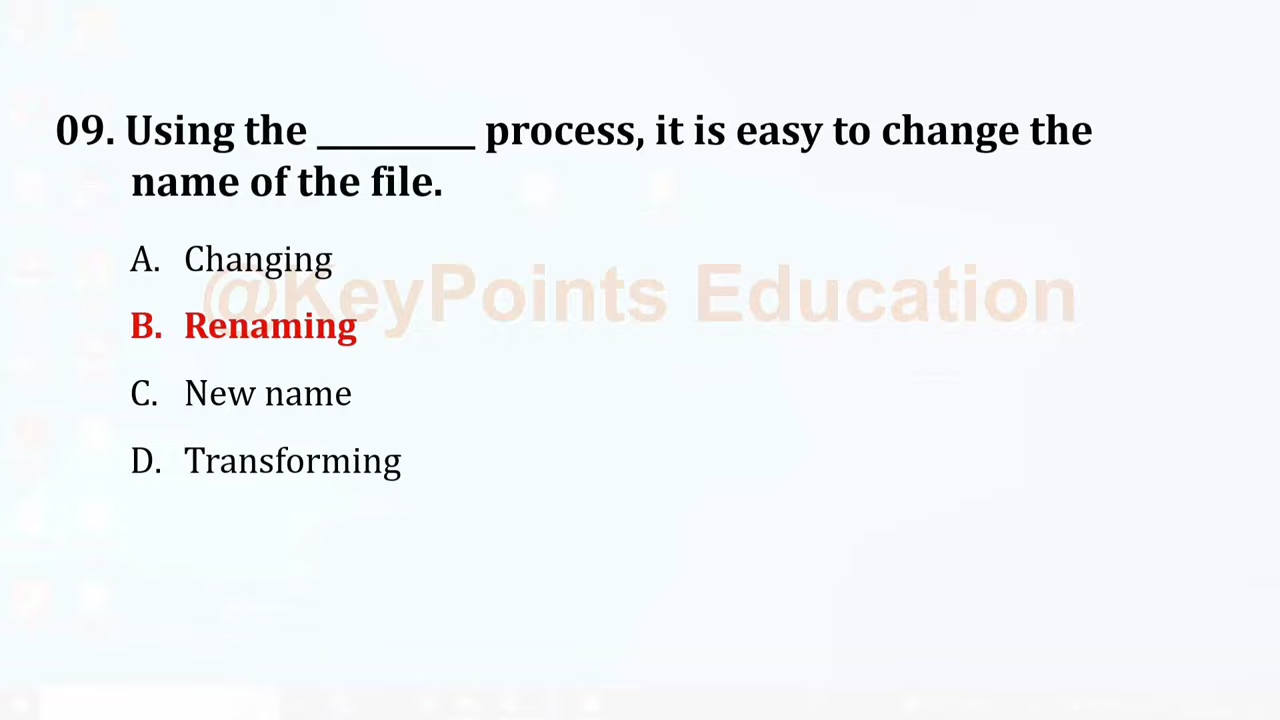 09. Using the ________ process, it is easy to change the
name of the file.
A. Changing
@KeyPoints Education
B. Renaming
C. New name
D. Transforming